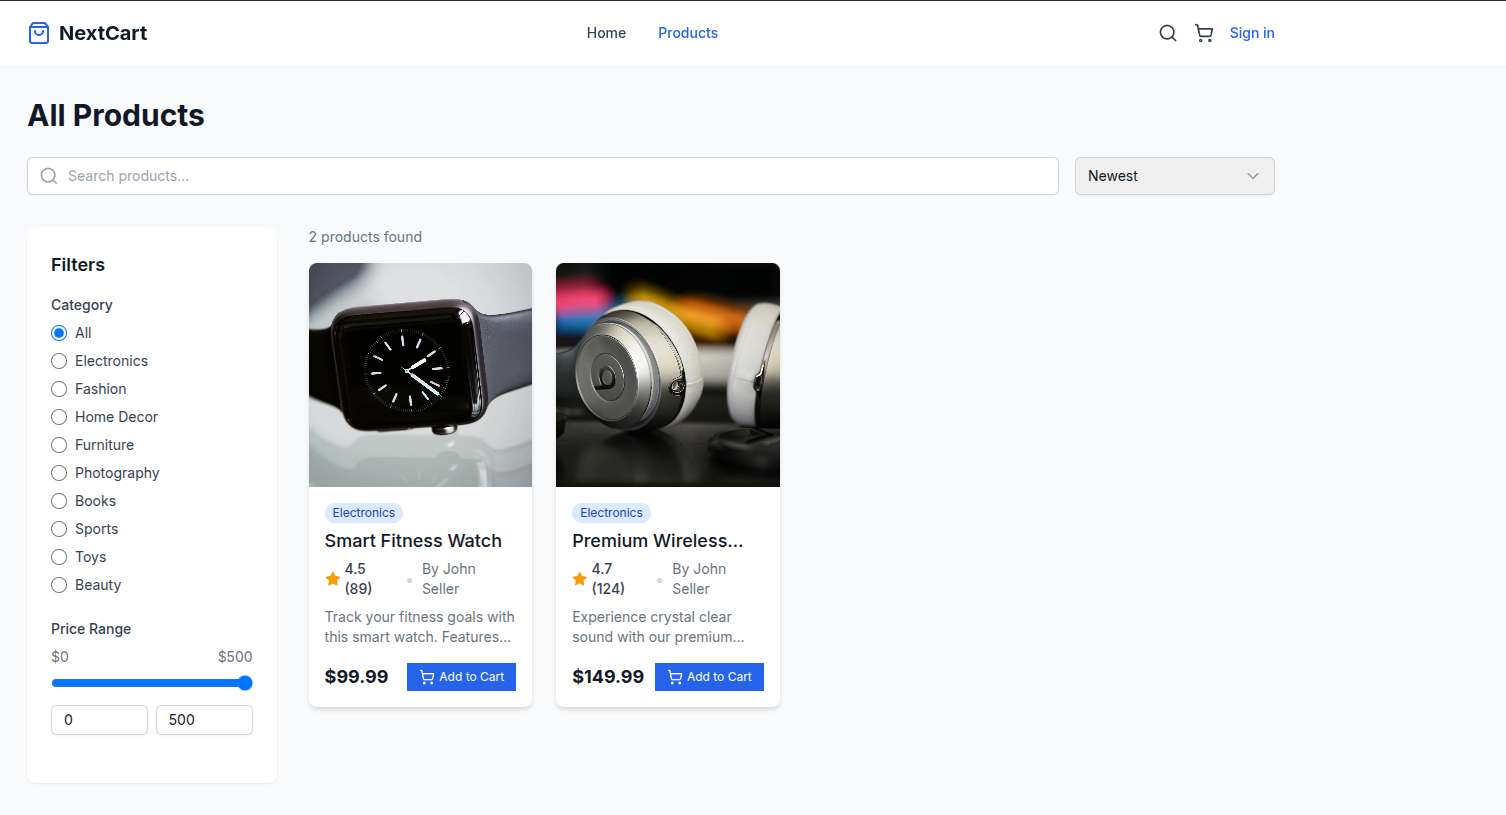 NextCart
Home
Products
Sign in
All Products
Search products...
Newest
Filters
Category
All
Electronics
Fashion
Home Decor
Furniture
Photography
Books
Sports
Toys
Beauty
Price Range
$0
$500
0
500
2 products found
Electronics
Smart Fitness Watch
4.5
(89)
By John
Seller
Track your fitness goals with
this smart watch. Features...
$99.99
Add to Cart
Electronics
Premium Wireless...
4.7
(124)
By John
Seller
Experience crystal clear
sound with our premium...
$149.99
Add to Cart